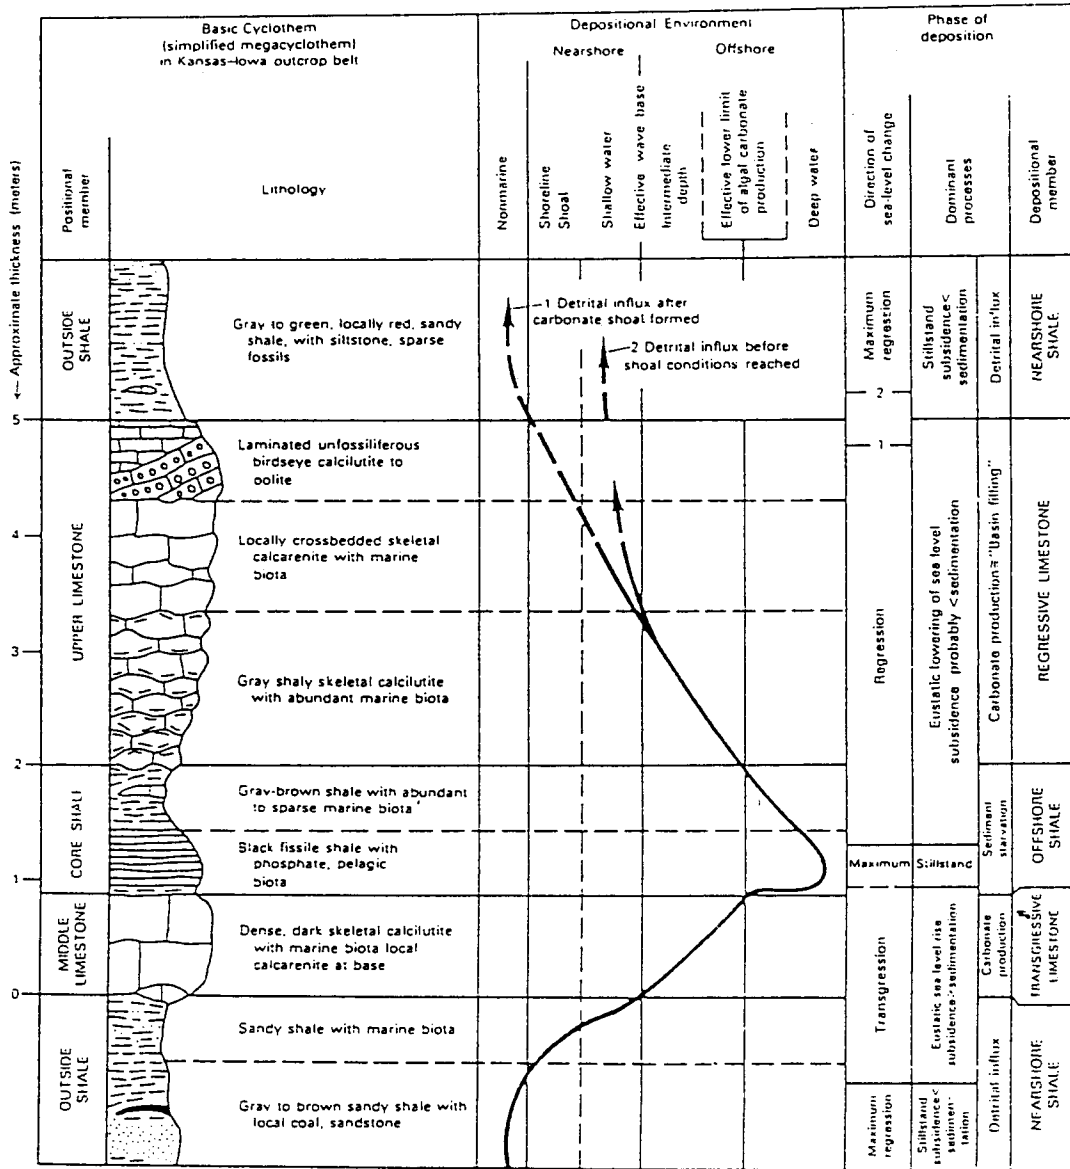 Basic Cyclothem
(simplified megacyclothem)
in Kansas-Iowa outcrop belt
Depositional Environment
Nearshore
Offshore
Phase of
deposition
← Approximate thickness (meters)
Positional
member
Lithology
Nonmarine
Shoreline
Shoal
Shallow water
Effective wave base
Intermediate
depth
Effective lower limit
of algal carbonate
production
Deep water
Direction of
sea-level change
Dominant
processes
Depositional
member
OUTSIDE
SHALE
Gray to green, locally red, sandy
shale, with siltstone, sparse
fossils
1 Detrital influx after
carbonate shoal formed
2 Detrital influx before
shoal conditions reached
Maximum
regression
2
1
Stillstand
subsidence<
sedimentation
Detrital influx
NEARSHORE
SHALE
5
UPPER LIMESTONE
Laminated unfossiliferous
birdseye calcilutite to
oolite
4
Locally crossbedded skeletal
calcarenite with marine
biota
3
Gray shaly skeletal calcilutite
with abundant marine biota
Regression
Eustatic lowering of sea level
subsidence probably <sedimentation
Carbonate production≈"Basin filling"
REGRESSIVE LIMESTONE
2
CORE SHALE
Gray-brown shale with abundant
to sparse marine biota
Black fissile shale with
phosphate, pelagic
biota
1
Maximum
Stillstand
Sediment
starvation
OFFSHORE
SHALE
MIDDLE
LIMESTONE
Dense, dark skeletal calcilutite
with marine biota local
calcarenite at base
0
Transgression
Eustatic sea level rise
subsidence>sedimentation
Carbonate
production
TRANSGRESSIVE
LIMESTONE
OUTSIDE
SHALE
Sandy shale with marine biota
Gray to brown sandy shale with
local coal, sandstone
Maximum
regression
Stillstand
subsidence<
sedimen-
tation
Detrital influx
NEARSHORE
SHALE